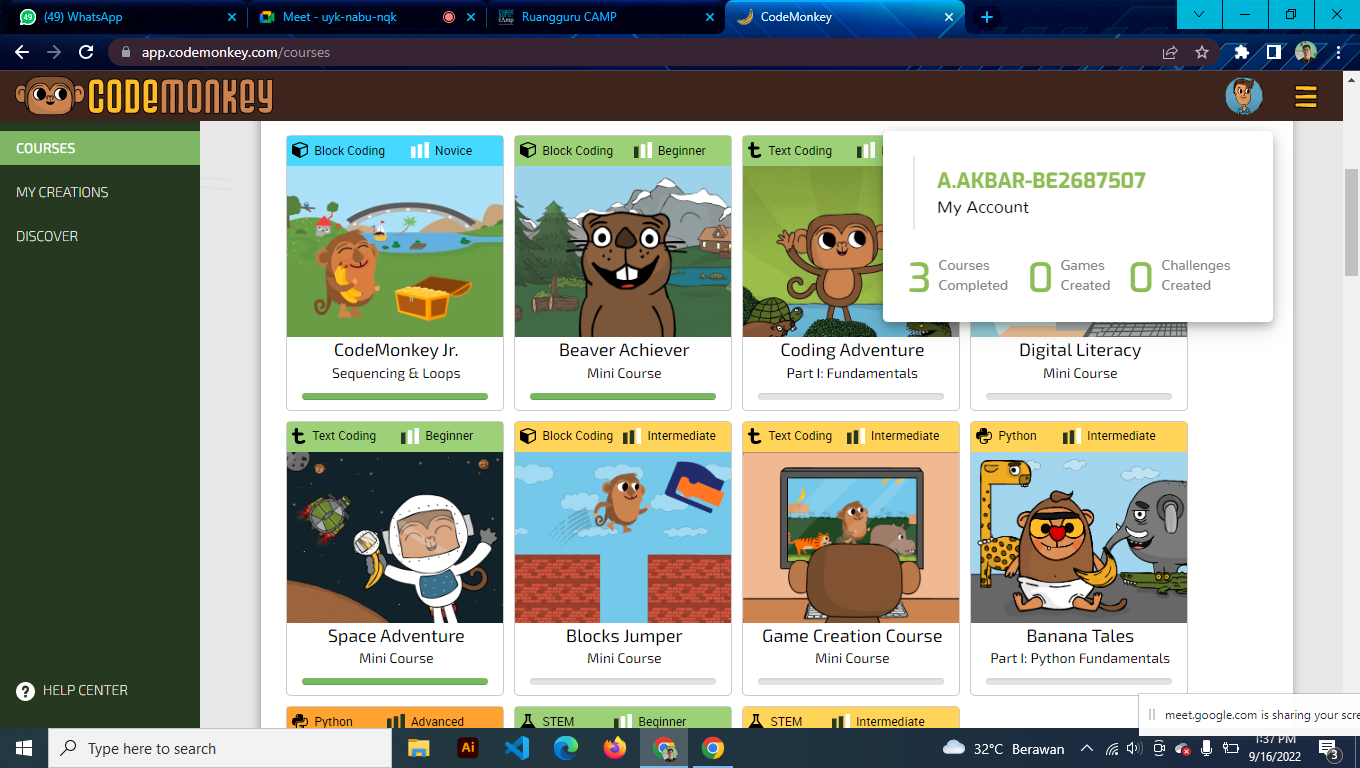 49
(49) WhatsApp
Meet - uyk-nabu-nqk
Ruangguru CAMP
CodeMonkey
app.codemonkey.com/courses
CODEMONKEY
COURSES
MY CREATIONS
DISCOVER
HELP CENTER
Block Coding Novice
CodeMonkey Jr.
Sequencing & Loops
Block Coding Beginner
Beaver Achiever
Mini Course
Text Coding
Coding Adventure
Part I: Fundamentals
Digital Literacy
Mini Course
A.AKBAR-BE2687507
My Account
3 Courses Completed
0 Games Created
0 Challenges Created
Text Coding Beginner
Space Adventure
Mini Course
Block Coding Intermediate
Blocks Jumper
Mini Course
Text Coding Intermediate
Game Creation Course
Mini Course
Python Intermediate
Banana Tales
Part I: Python Fundamentals
Python Advanced
STEM Beginner
STEM Intermediate
meet.google.com is sharing your scre
Type here to search
Ai
32°C Berawan
1:37 PM
9/16/2022
3